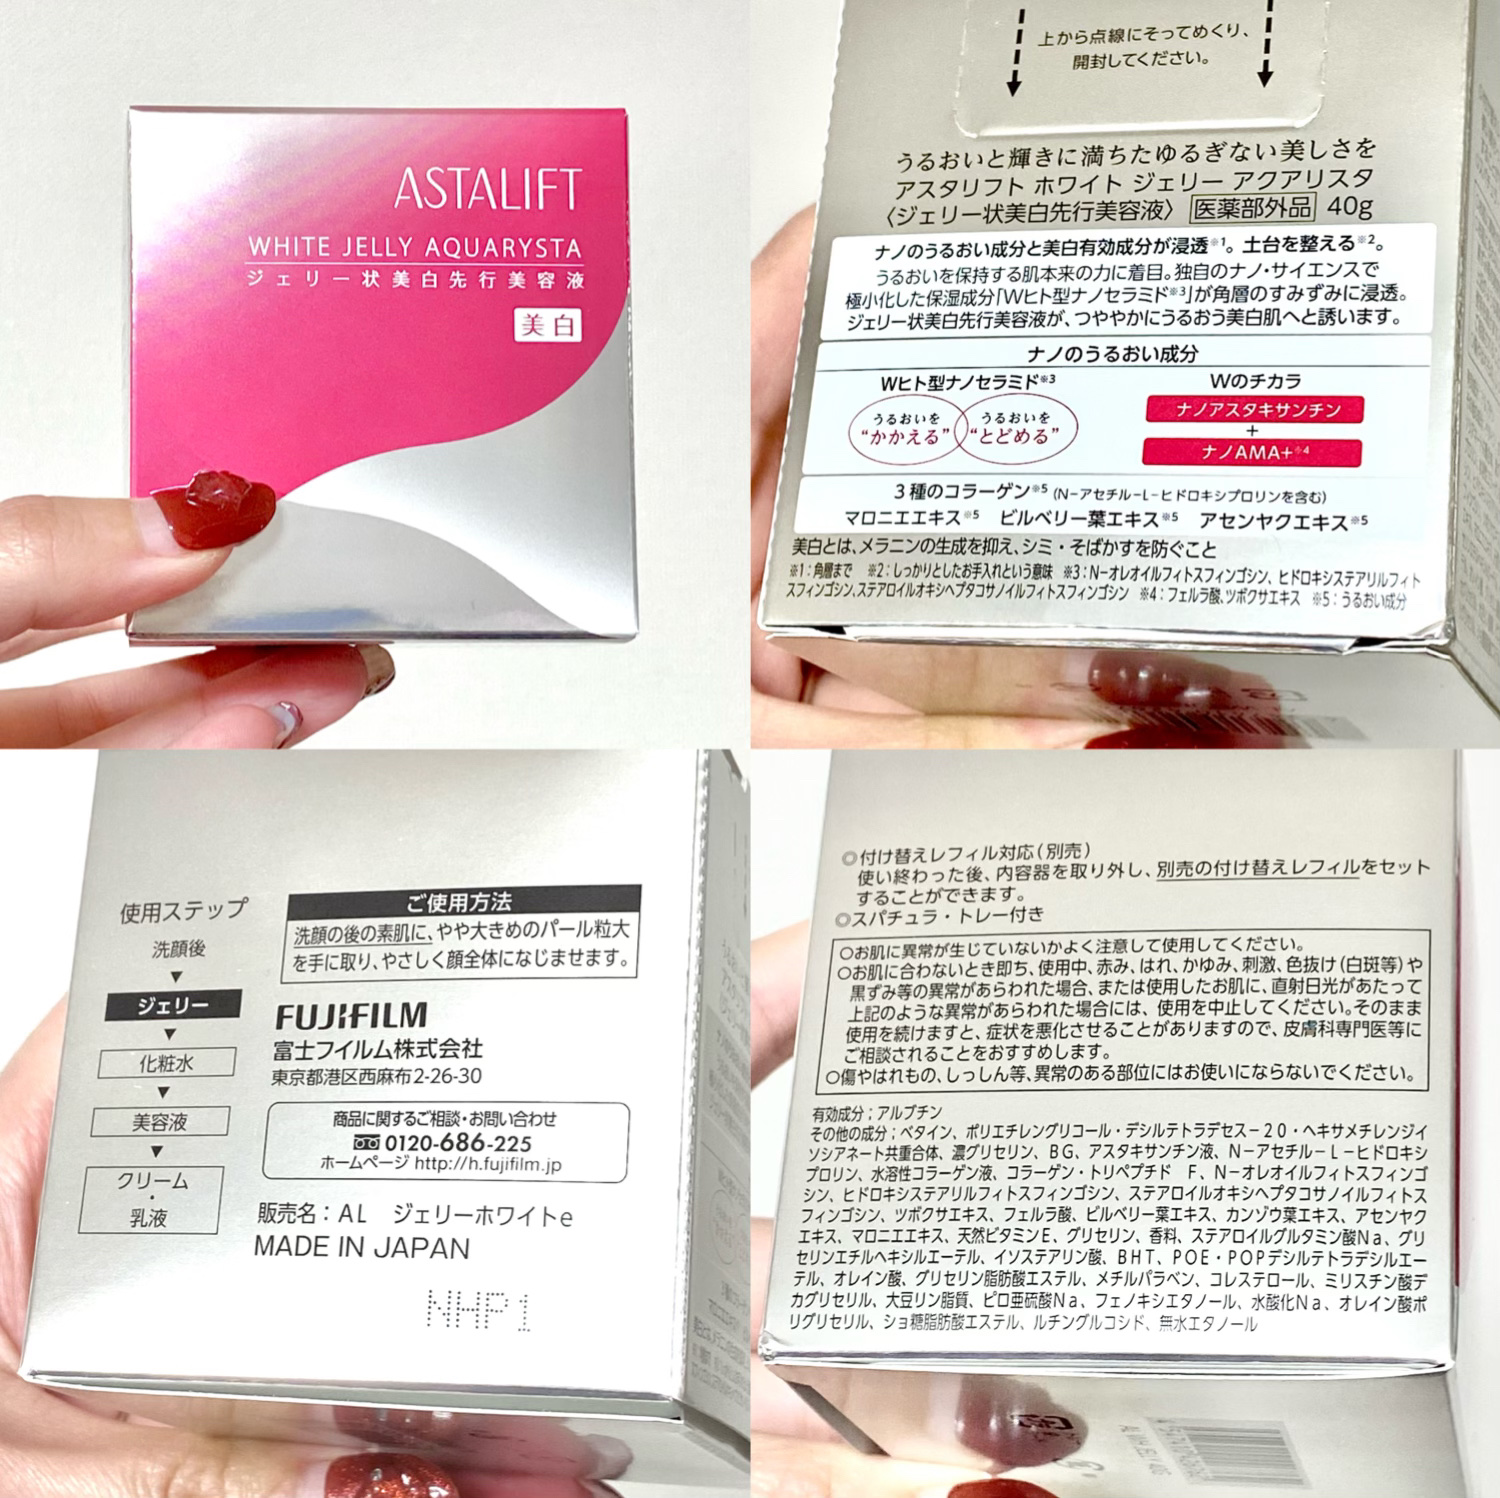 ASTALIFT
WHITE JELLY AQUARYSTA
ジェリー状美白先行美容液
美白
上から点線にそってめくり、
開封してください。
うるおいと輝きに満ちたゆるぎない美しさを
アスタリフト ホワイト ジェリー アクアリスタ
〈ジェリー状美白先行美容液〉 医薬部外品 40g
ナノのうるおい成分と美白有効成分が浸透※1。土台を整える※2。
うるおいを保持する肌本来の力に着目。独自のナノ・サイエンスで
極小化した保湿成分「Wヒト型ナノセラミド※3」が角層のすみずみに浸透。
ジェリー状美白先行美容液が、つややかにうるおう美白肌へと誘います。
ナノのうるおい成分
Wヒト型ナノセラミド※3
うるおいを
“かかえる”
うるおいを
“とどめる”
Wのチカラ
ナノアスタキサンチン
+
ナノAMA+※4
3種のコラーゲン※5 (N-アセチル-L-ヒドロキシプロリンを含む)
マロニエエキス※5 ビルベリー葉エキス※5 アセンヤクエキス※5
美白とは、メラニンの生成を抑え、シミ・そばかすを防ぐこと
※1:角層まで ※2:しっかりとしたお手入れという意味 ※3:N-オレオイルフィトスフィンゴシン、ヒドロキシステアリルフィト
スフィンゴシン、ステアロイルオキシヘプタコサノイルフィトスフィンゴシン ※4:フェルラ酸、ツボクサエキス ※5:うるおい成分
使用ステップ
洗顔後
▼
ジェリー
▼
化粧水
▼
美容液
▼
クリーム
・
乳液
ご使用方法
洗顔の後の素肌に、やや大きめのパール粒大
を手に取り、やさしく顔全体になじませます。
FUJIFILM
富士フイルム株式会社
東京都港区西麻布2-26-30
商品に関するご相談・お問い合わせ
0120-686-225
ホームページ http://h.fujifilm.jp
販売名:AL ジェリーホワイトe
MADE IN JAPAN
NHP1
◎付け替えレフィル対応(別売)
使い終わった後、内容器を取り外し、別売の付け替えレフィルをセット
することができます。
◎スパチュラ・トレー付き
○お肌に異常が生じていないかよく注意して使用してください。
○お肌に合わないとき即ち、使用中、赤み、はれ、かゆみ、刺激、色抜け(白斑等)や
黒ずみ等の異常があらわれた場合、または使用したお肌に、直射日光があたって
上記のような異常があらわれた場合には、使用を中止してください。そのまま
使用を続けますと、症状を悪化させることがありますので、皮膚科専門医等に
ご相談されることをおすすめします。
○傷やはれもの、しっしん等、異常のある部位にはお使いにならないでください。
有効成分;アルブチン
その他の成分;ベタイン、ポリエチレングリコール・デシルテトラデセス-20・ヘキサメチレンジイ
ソシアネート共重合体、濃グリセリン、BG、アスタキサンチン液、N-アセチル-L-ヒドロキシ
プロリン、水溶性コラーゲン液、コラーゲン・トリペプチド F、N-オレオイルフィトスフィンゴ
シン、ヒドロキシステアリルフィトスフィンゴシン、ステアロイルオキシヘプタコサノイルフィトス
フィンゴシン、ツボクサエキス、フェルラ酸、ビルベリー葉エキス、カンゾウ葉エキス、アセンヤク
エキス、マロニエエキス、天然ビタミンE、グリセリン、香料、ステアロイルグルタミン酸Na、グリ
セリンエチルヘキシルエーテル、イソステアリン酸、BHT、POE・POPデシルテトラデシルエー
テル、オレイン酸、グリセリン脂肪酸エステル、メチルパラベン、コレステロール、ミリスチン酸デ
カグリセリル、大豆リン脂質、ピロ亜硫酸Na、フェノキシエタノール、水酸化Na、オレイン酸ポ
リグリセリル、ショ糖脂肪酸エステル、ルチングルコシド、無水エタノール